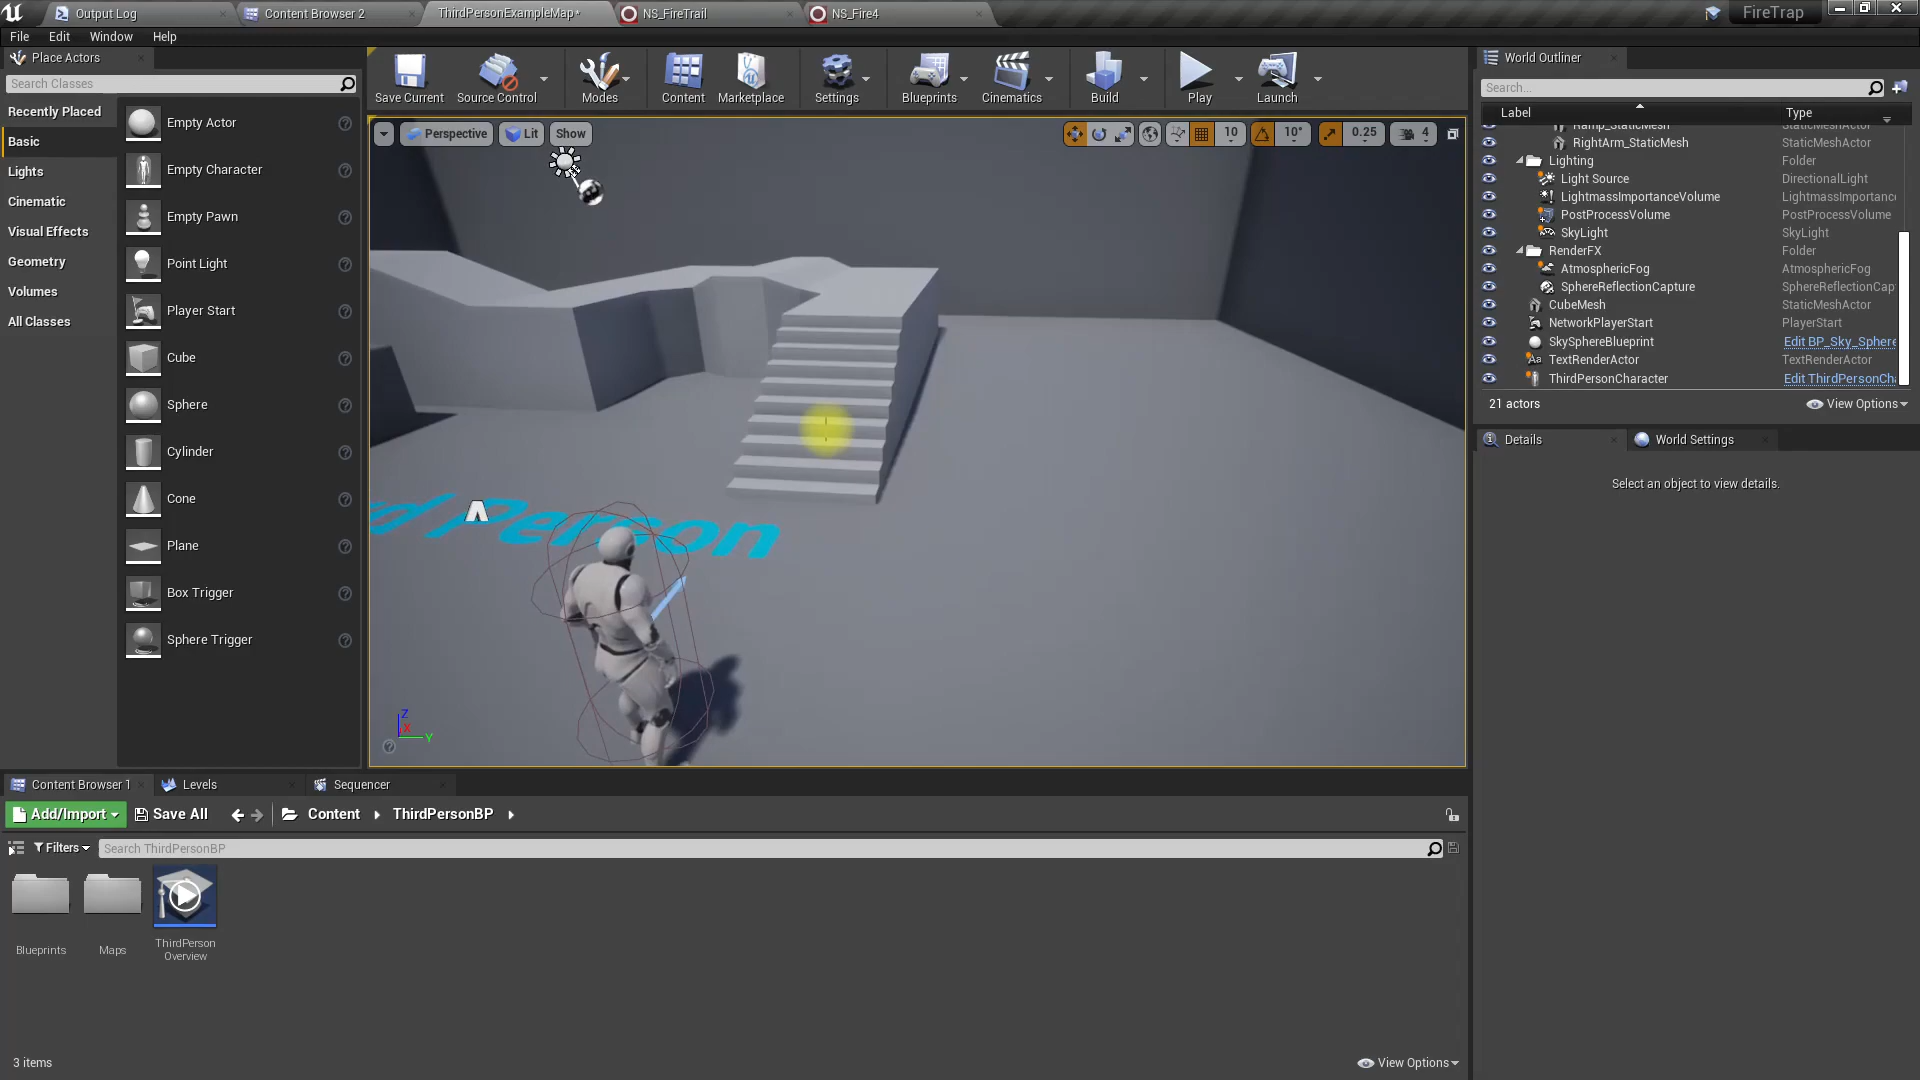 Output Log
Content Browser 2
ThirdPersonExampleMap*
NS_FireTrail
NS_Fire4
FireTrap
File
Edit
Window
Help
Place Actors
Search Classes
Recently Placed
Basic
Lights
Cinematic
Visual Effects
Geometry
Volumes
All Classes
Empty Actor
Empty Character
Empty Pawn
Point Light
Player Start
Cube
Sphere
Cylinder
Cone
Plane
Box Trigger
Sphere Trigger
Save Current
Source Control
Modes
Content
Marketplace
Settings
Blueprints
Cinematics
Build
Play
Launch
Perspective
Lit
Show
10
10°
0.25
4
d Person
Z
X
Y
World Outliner
Search...
Label
Type
Ramp_StaticMesh
StaticMeshActor
RightArm_StaticMesh
StaticMeshActor
Lighting
Folder
Light Source
DirectionalLight
LightmassImportanceVolume
LightmassImportance
PostProcessVolume
PostProcessVolume
SkyLight
SkyLight
RenderFX
Folder
AtmosphericFog
AtmosphericFog
SphereReflectionCapture
SphereReflectionCap
CubeMesh
StaticMeshActor
NetworkPlayerStart
PlayerStart
SkySphereBlueprint
Edit BP_Sky_Sphere
TextRenderActor
TextRenderActor
ThirdPersonCharacter
Edit ThirdPersonCh
21 actors
View Options
Details
World Settings
Select an object to view details.
Content Browser 1
Levels
Sequencer
Add/Import
Save All
Content
ThirdPersonBP
Filters
Search ThirdPersonBP
Blueprints
Maps
ThirdPerson
Overview
3 items
View Options